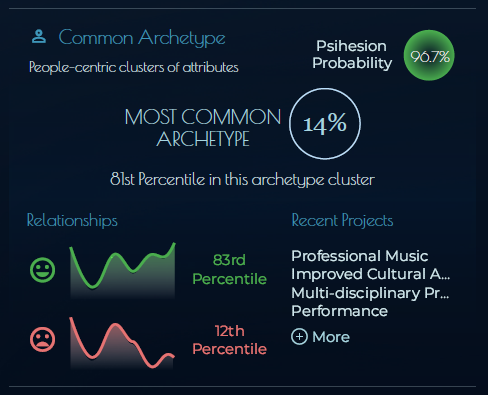 Common Archetype
People-centric clusters of attributes
Psihesion
Probability
96.7%
MOST COMMON
ARCHETYPE
14%
81st Percentile in this archetype cluster
Relationships
83rd
Percentile
12th
Percentile
Recent Projects
Professional Music
Improved Cultural A...
Multi-disciplinary Pr...
Performance
More